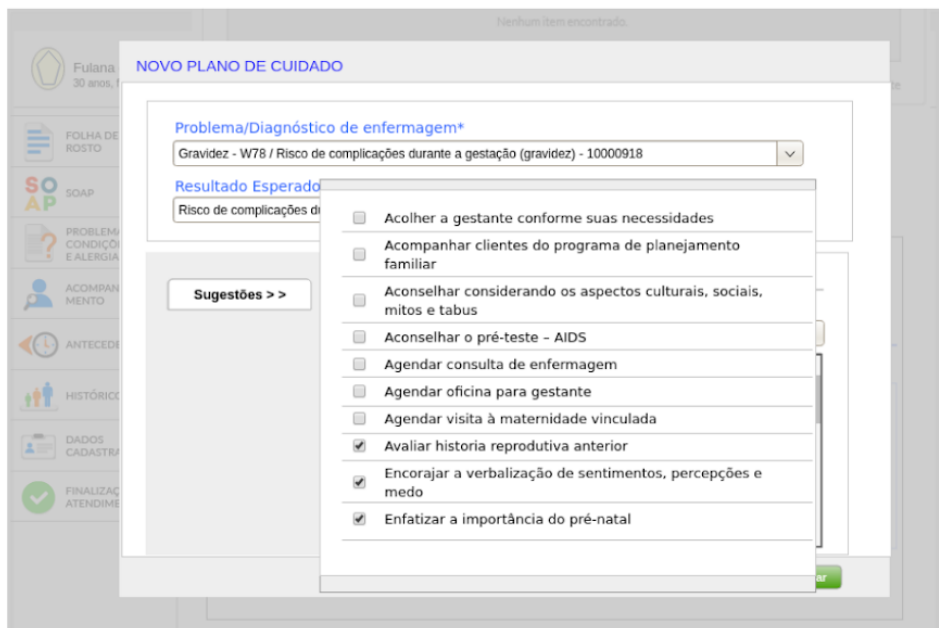 Nenhum item encontrado.
Fulana
30 anos,
NOVO PLANO DE CUIDADO
Problema/Diagnóstico de enfermagem*
Gravidez - W78 / Risco de complicações durante a gestação (gravidez) - 10000918
Resultado Esperado
Risco de complicações
Sugestões > >
Acolher a gestante conforme suas necessidades
Acompanhar clientes do programa de planejamento
familiar
Aconselhar considerando os aspectos culturais, sociais,
mitos e tabus
Aconselhar o pré-teste – AIDS
Agendar consulta de enfermagem
Agendar oficina para gestante
Agendar visita à maternidade vinculada
Avaliar historia reprodutiva anterior
Encorajar a verbalização de sentimentos, percepções e
medo
Enfatizar a importância do pré-natal
FOLHA DE
ROSTO
SOAP
SOAP
PROBLEMA
CONDIÇÕ
E ALERGIA
ACOMPAN
MENTO
ANTECEDE
HISTÓRICO
DADOS
CADASTRA
FINALIZAÇ
ATENDIME
ar